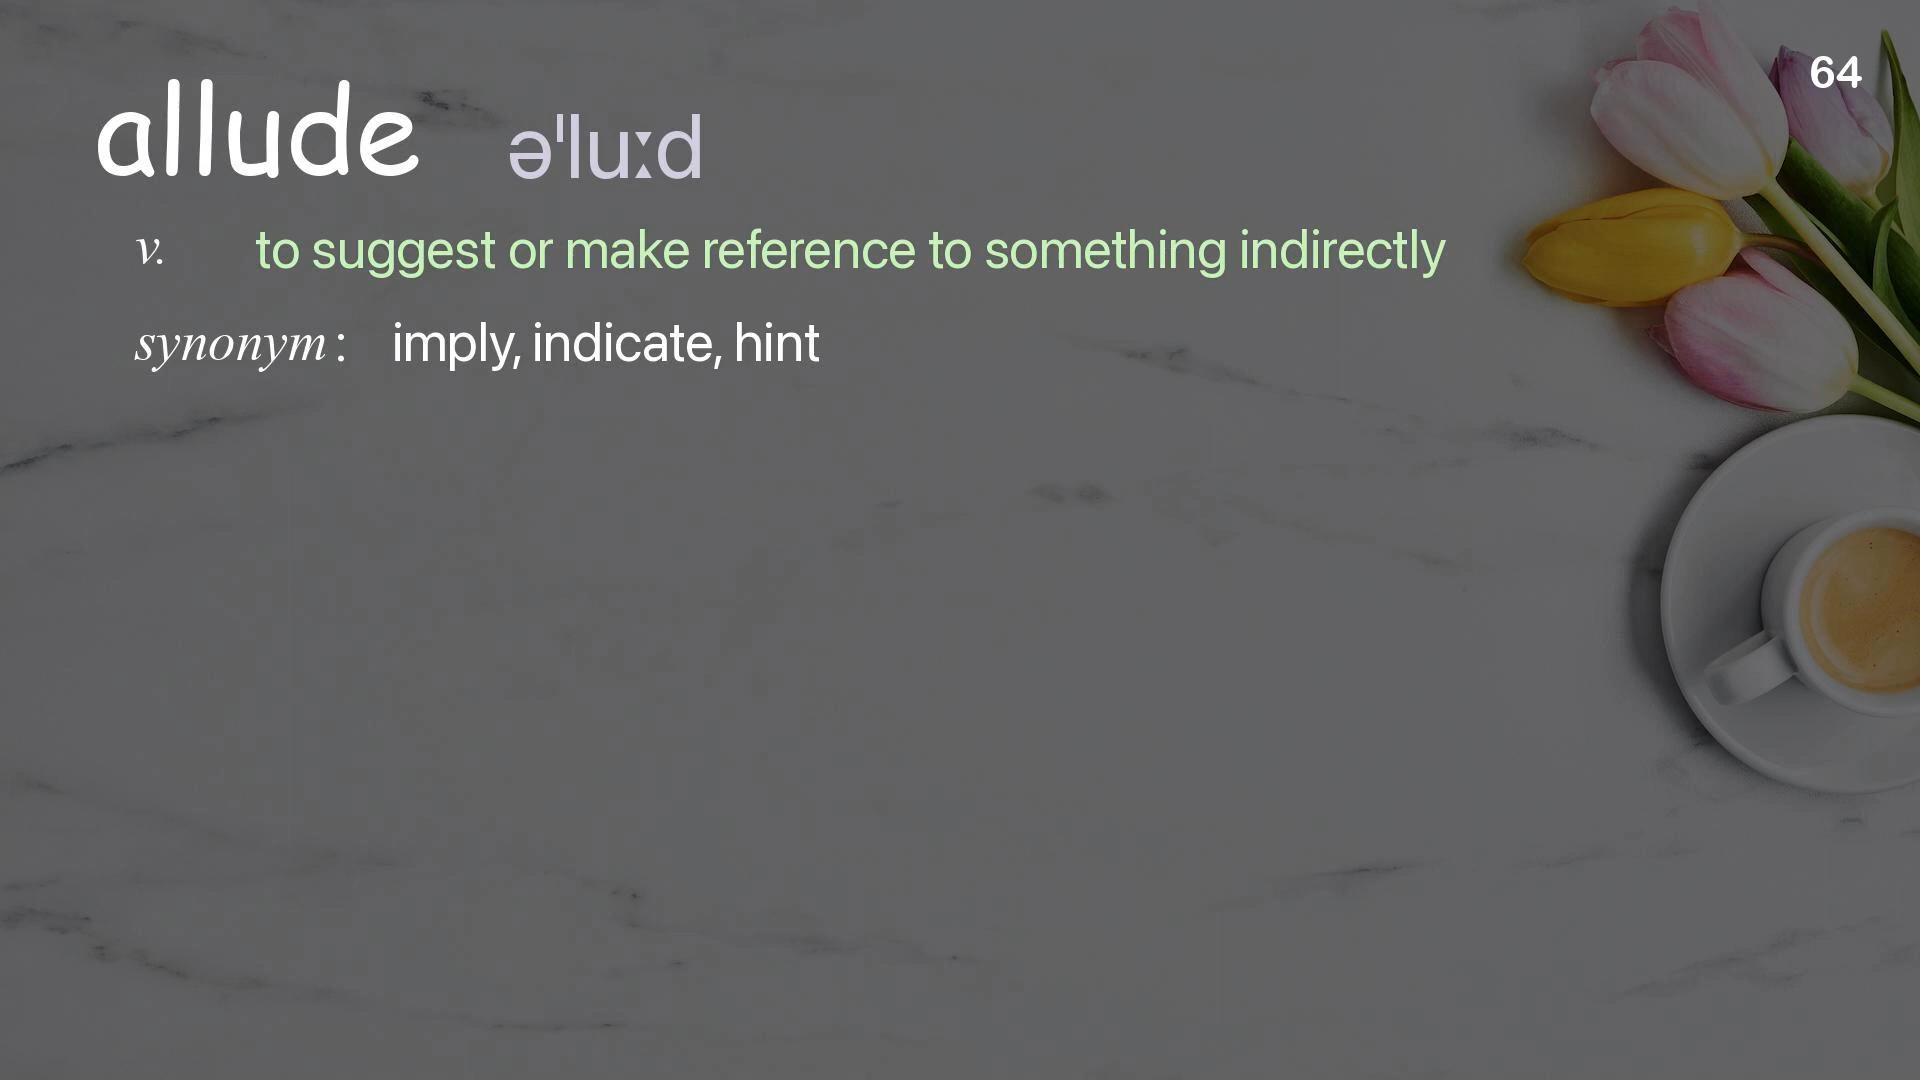 64
allude əˈluːd
v. to suggest or make reference to something indirectly
synonym : imply, indicate, hint